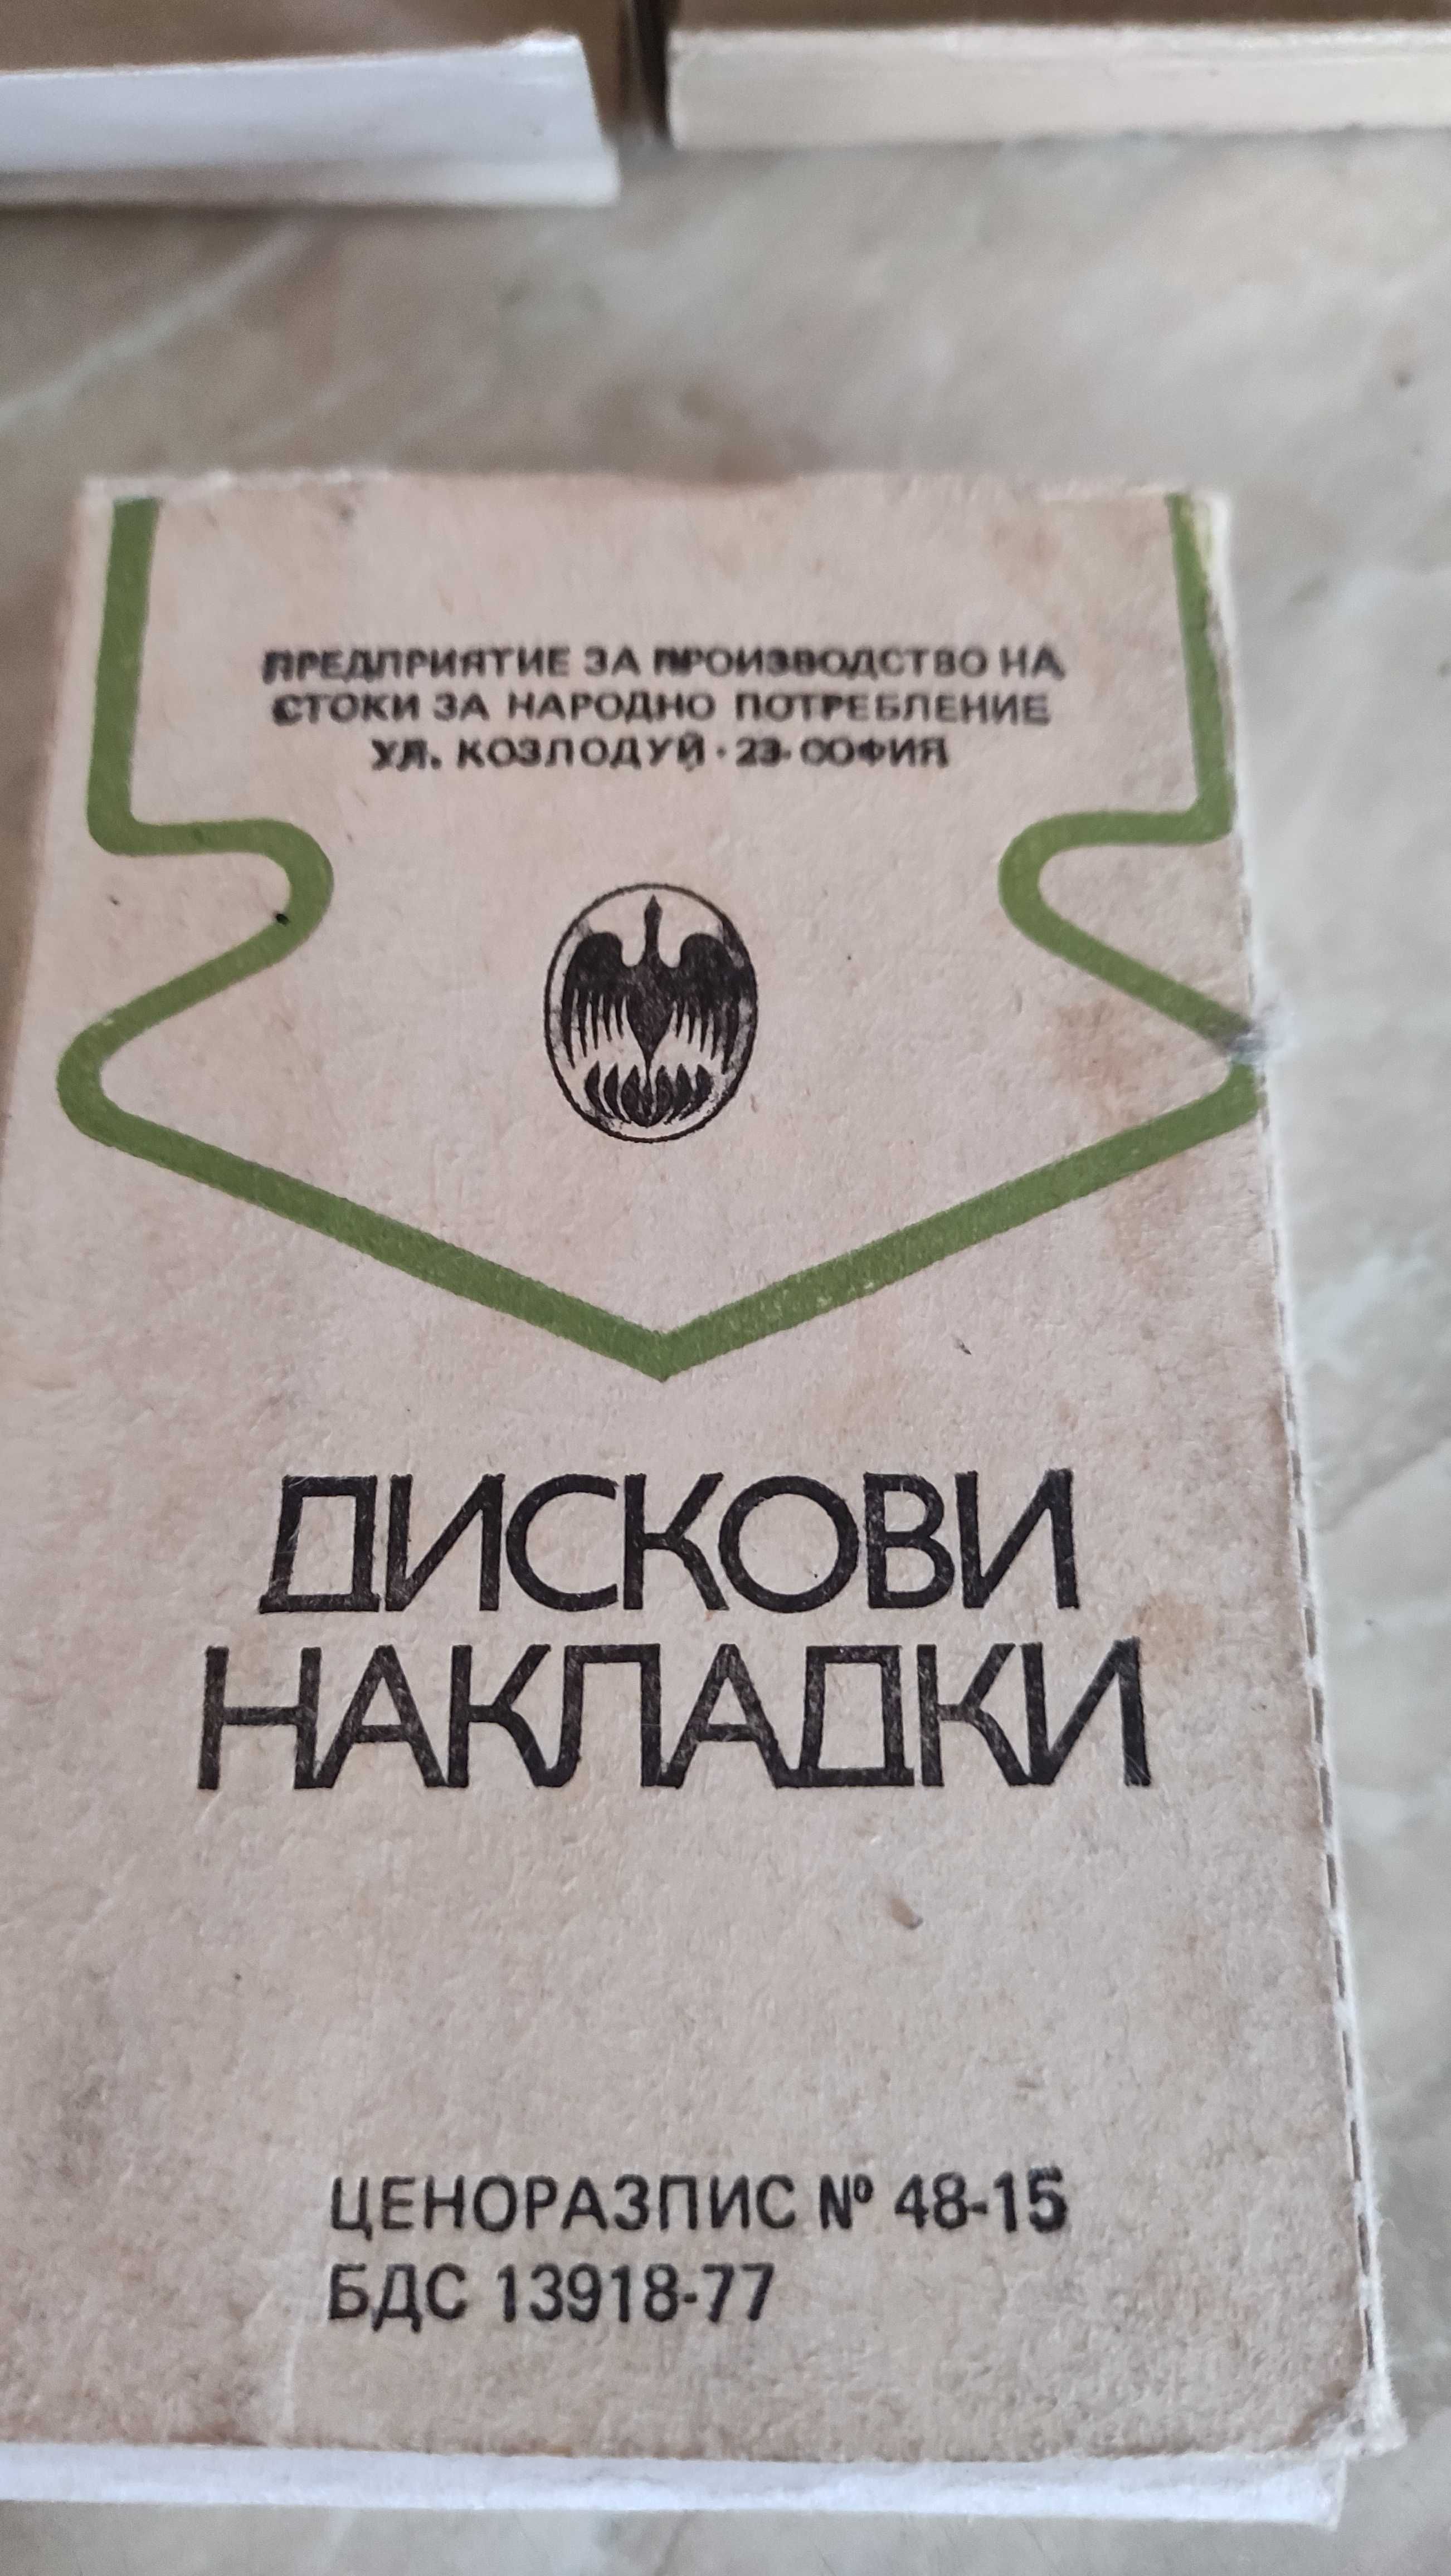 ПРЕДПРИЯТИЕ ЗА ПРОИЗВОДСТВО НА
СТОКИ ЗА НАРОДНО ПОТРЕБЛЕНИЕ
УЛ. КОЗЛОДУЙ · 23 · СОФИЯ
ДИСКОВИ
НАКЛАДКИ
ЦЕНОРАЗПИС № 48-15
БДС 13918-77